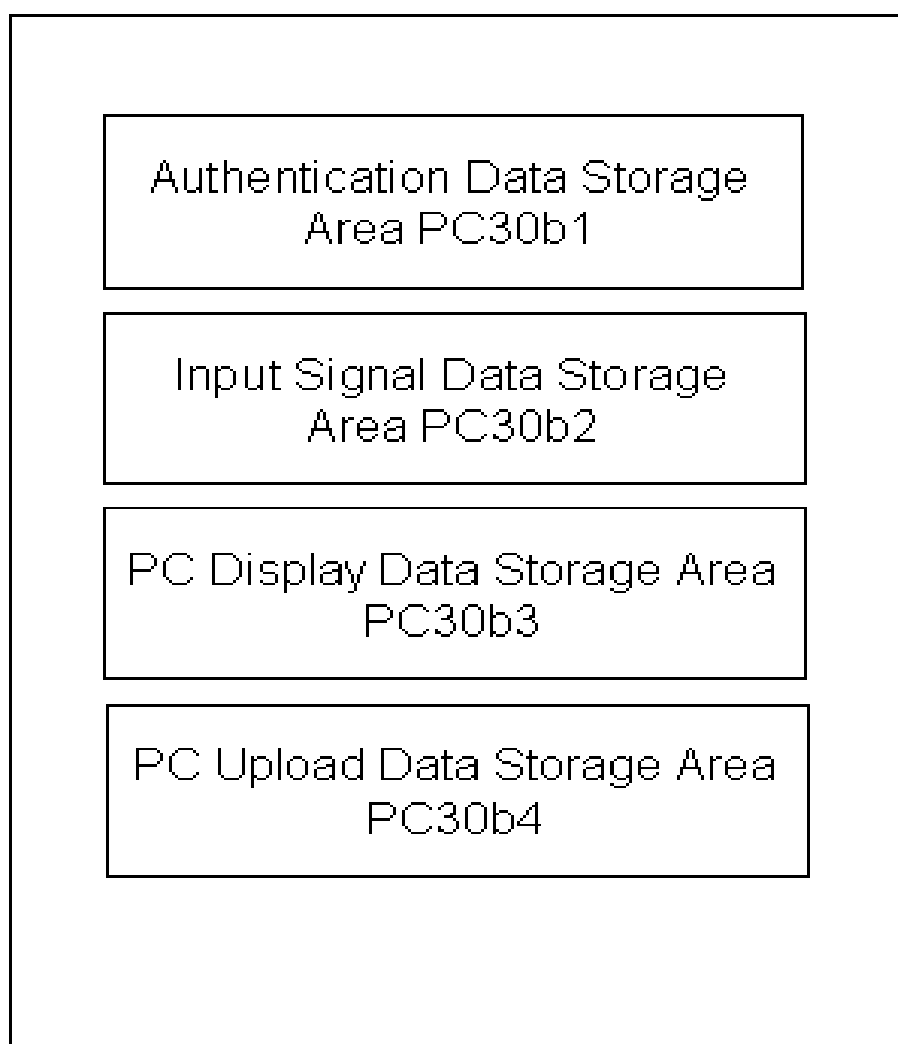 Authentication Data Storage
Area PC30b1
Input Signal Data Storage
Area PC30b2
PC Display Data Storage Area
PC30b3
PC Upload Data Storage Area
PC30b4